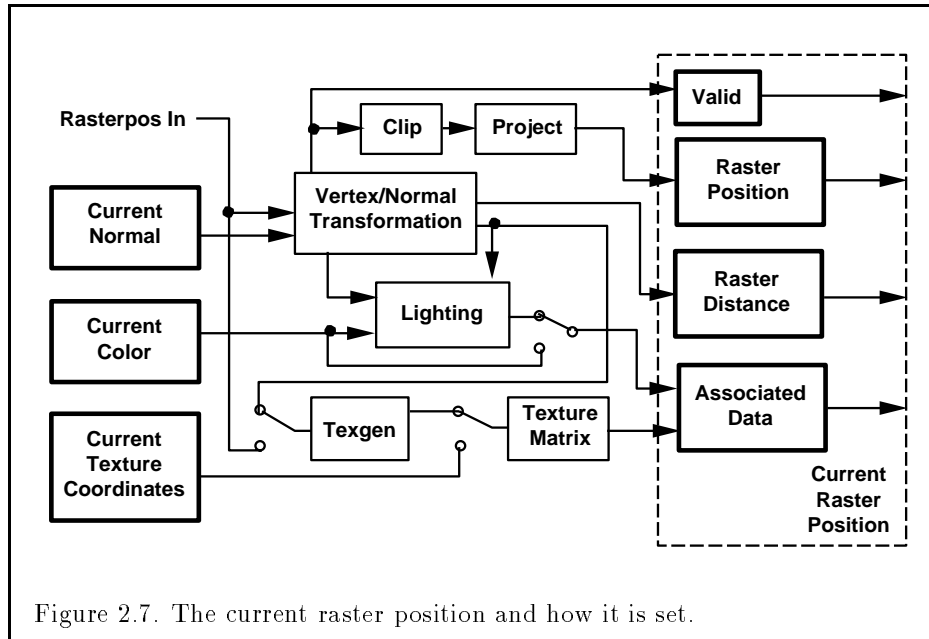 Rasterpos In
Current
Normal
Current
Color
Current
Texture
Coordinates
Clip
Project
Vertex/Normal
Transformation
Lighting
Texgen
Texture
Matrix
Valid
Raster
Position
Raster
Distance
Associated
Data
Current
Raster
Position
Figure 2.7. The current raster position and how it is set.